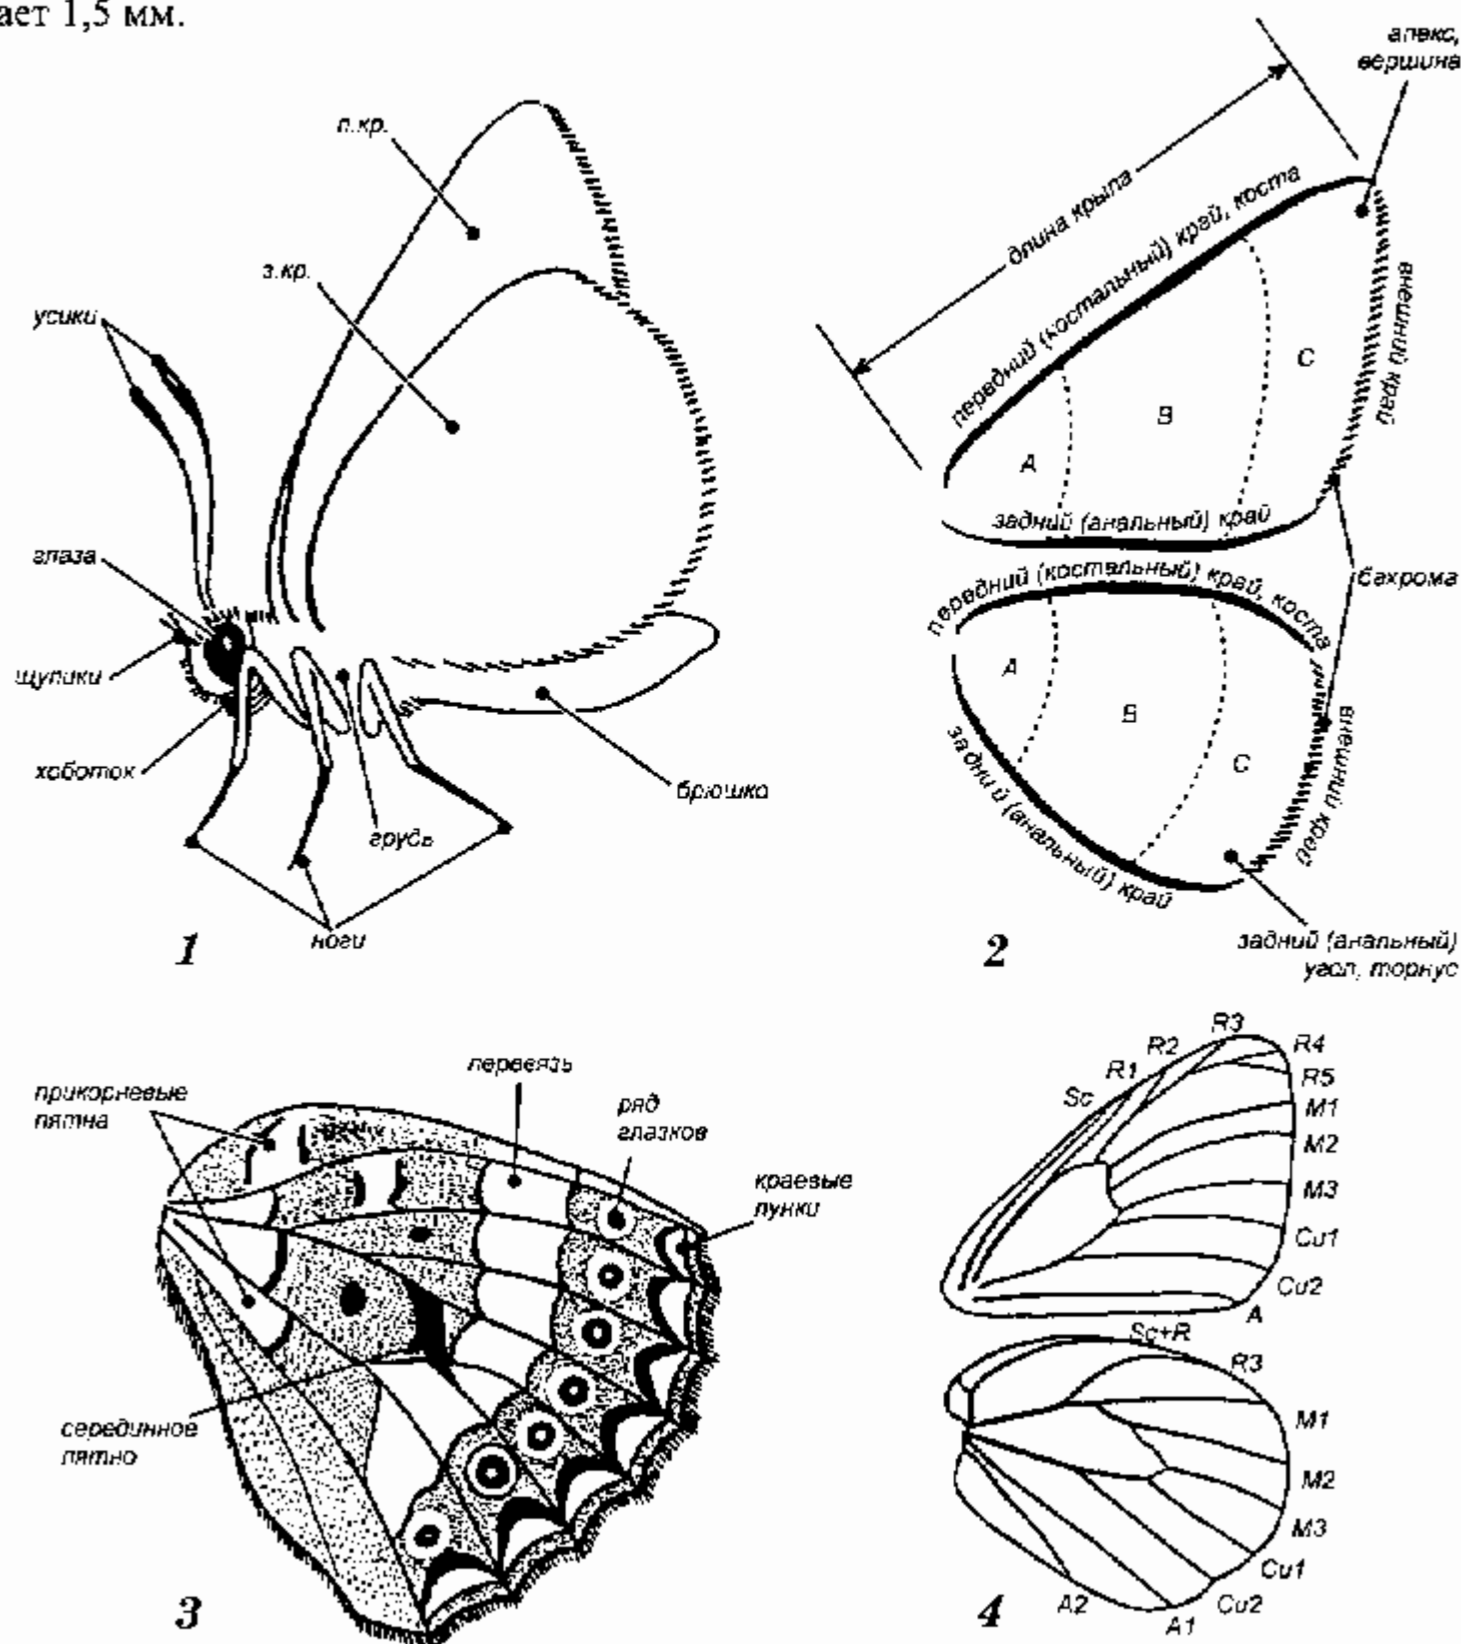 ает 1,5 мм.
п.кр.
з.кр.
усики
глаза
щупики
хоботок
ноги
грудь
брюшко
1
апекс,
вершина
длина крыла
передний (костальный) край, коста
внешний край
A
B
C
задний (анальный) край
бахрома
передний (костальный) край, коста
A
B
C
внешний край
задний (анальный) край
задний (анальный)
угол, торнус
2
прикорневые
пятна
перевязь
ряд
глазков
краевые
лунки
серединное
пятно
3
Sc
R1
R2
R3
R4
R5
M1
M2
M3
Cu1
Cu2
A
Sc+R
R3
M1
M2
M3
Cu1
Cu2
A1
A2
4